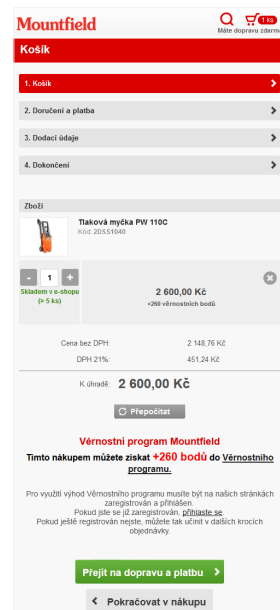 Mountfield
1 ks
Máte dopravu zdarma
Košík
1. Košík
2. Doručení a platba
3. Dodací údaje
4. Dokončení
Zboží
Tlaková myčka PW 110C
Kód: 2DSS1040
- 1 +
Skladem v e-shopu
(> 5 ks)
2 600,00 Kč
+260 věrnostních bodů
Cena bez DPH: 2 148,76 Kč
DPH 21%: 451,24 Kč
K úhradě: 2 600,00 Kč
Přepočítat
Věrnostní program Mountfield
Tímto nákupem můžete získat +260 bodů do Věrnostního
programu.
Pro využití výhod Věrnostního programu musíte být na našich stránkách
zaregistrován a přihlášen.
Pokud jste se již zaregistroval, přihlaste se.
Pokud ještě registrován nejste, můžete tak učinit v dalších krocích
objednávky.
Přejít na dopravu a platbu
Pokračovat v nákupu